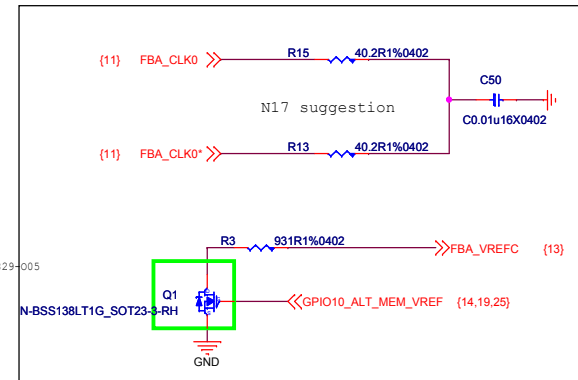 R15 40.2R1%0402
{11} FBA_CLK0
C50
N17 suggestion
C0.01u16X0402
R13 40.2R1%0402
{11} FBA_CLK0*
R3 931R1%0402
FBA_VREFC {13}
29-005
Q1
GPIO10_ALT_MEM_VREF {14,19,25}
N-BSS138LT1G_SOT23-3-RH
GND